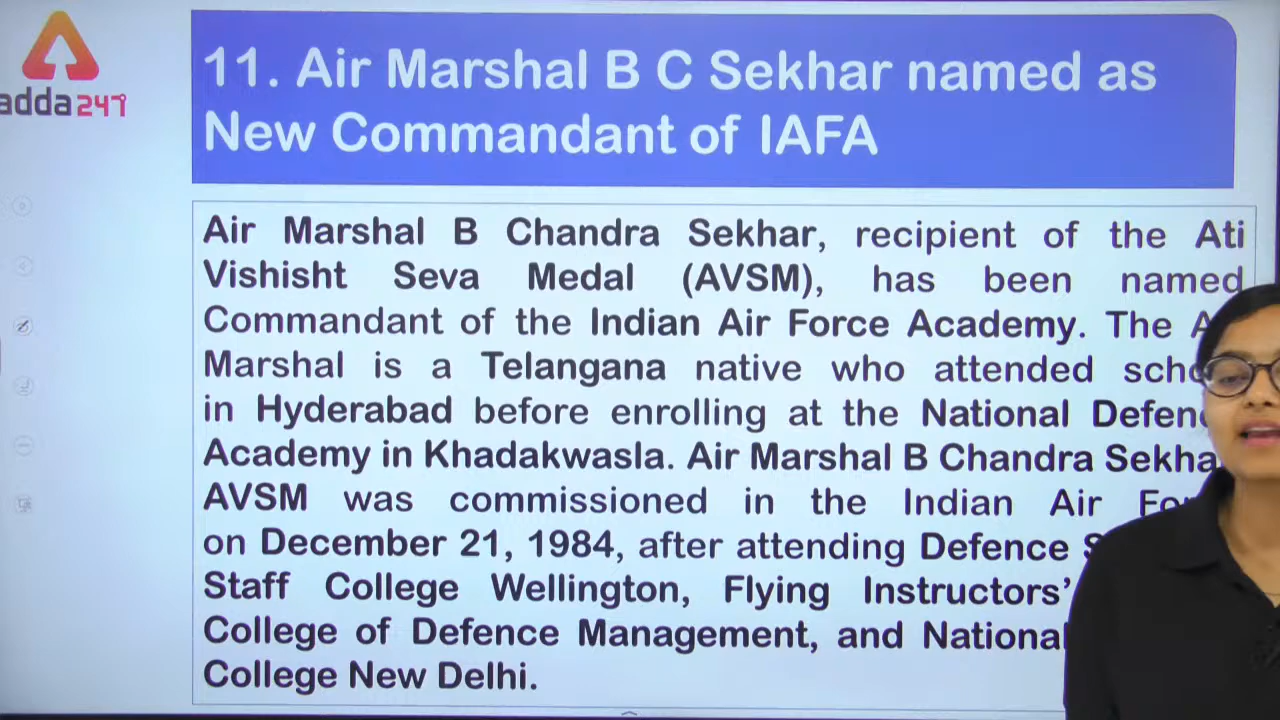 adda247
11. Air Marshal B C Sekhar named as
New Commandant of IAFA
Air Marshal B Chandra Sekhar, recipient of the Ati
Vishisht Seva Medal (AVSM), has been named
Commandant of the Indian Air Force Academy. The
Marshal is a Telangana native who attended
in Hyderabad before enrolling at the National
Academy in Khadakwasla. Air Marshal B Chandra
AVSM was commissioned in the Indian Air
on December 21, 1984, after attending Defence
Staff College Wellington, Flying Instructors’
College of Defence Management, and National
College New Delhi.